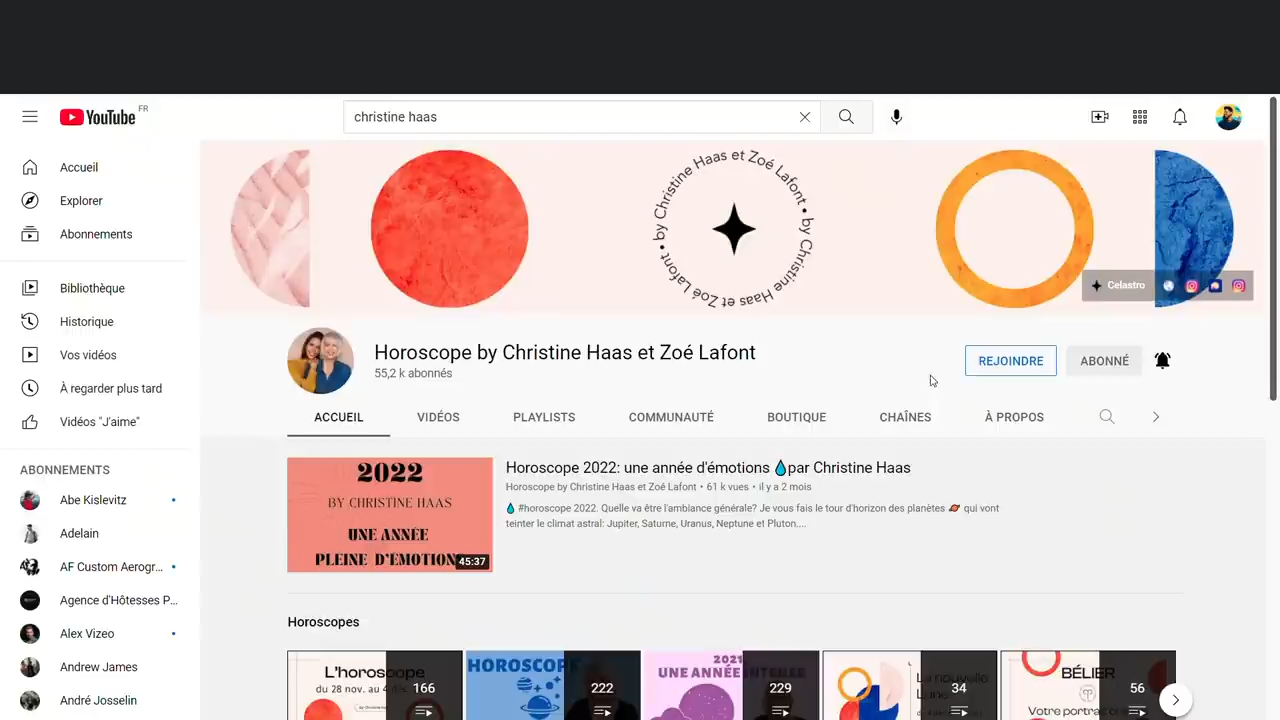 YouTube FR
christine haas
Accueil
Explorer
Abonnements
Bibliothèque
Historique
Vos vidéos
À regarder plus tard
Vidéos "J'aime"
ABONNEMENTS
Abe Kislevitz
Adelain
AF Custom Aerogr...
Agence d'Hôtesses P...
Alex Vizeo
Andrew James
André Josselin
by Christine Haas et Zoé Lafont • by Christine Haas et Zoé Lafont •
Celastro
Horoscope by Christine Haas et Zoé Lafont
55,2 k abonnés
REJOINDRE
ABONNÉ
ACCUEIL
VIDÉOS
PLAYLISTS
COMMUNAUTÉ
BOUTIQUE
CHAÎNES
À PROPOS
2022
BY CHRISTINE HAAS
UNE ANNÉE
PLEINE D'ÉMOTION
45:37
Horoscope 2022: une année d'émotions 💧par Christine Haas
Horoscope by Christine Haas et Zoé Lafont • 61 k vues • il y a 2 mois
💧 #horoscope 2022. Quelle va être l'ambiance générale? Je vous fais le tour d'horizon des planètes 🪐 qui vont
teinter le climat astral: Jupiter, Saturne, Uranus, Neptune et Pluton....
Horoscopes
L'horoscope
du 28 nov. au 4
166
HOROSCOPE
222
2021
UNE ANNÉE
229
La nouvelle
Lune
34
BÉLIER
Votre portrait
56